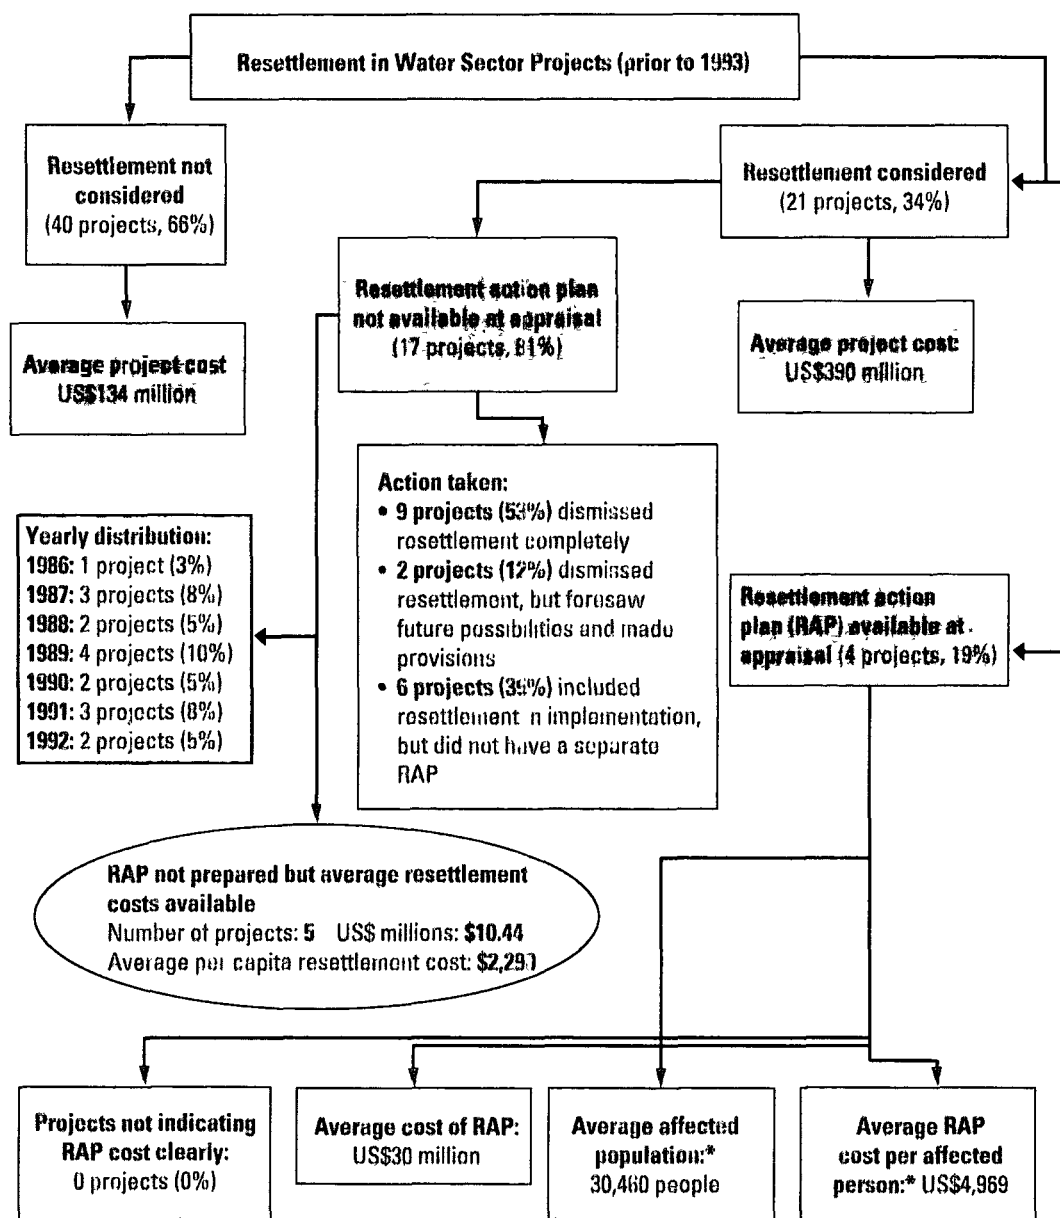 Resettlement in Water Sector Projects (prior to 1993)
Resettlement not
considered
(40 projects, 66%)
Resettlement considered
(21 projects, 34%)
Resettlement action plan
not available at appraisal
(17 projects, 81%)
Average project cost
US$134 million
Average project cost:
US$390 million
Action taken:
• 9 projects (53%) dismissed
resettlement completely
• 2 projects (12%) dismissed
resettlement, but foresaw
future possibilities and made
provisions
• 6 projects (35%) included
resettlement in implementation,
but did not have a separate
RAP
Yearly distribution:
1986: 1 project (3%)
1987: 3 projects (8%)
1988: 2 projects (5%)
1989: 4 projects (10%)
1990: 2 projects (5%)
1991: 3 projects (8%)
1992: 2 projects (5%)
Resettlement action
plan (RAP) available at
appraisal (4 projects, 19%)
RAP not prepared but average resettlement
costs available
Number of projects: 5 US$ millions: $10.44
Average per capita resettlement cost:
Projects not indicating
RAP cost clearly:
0 projects (0%)
Average cost of RAP:
US$30 million
Average affected
population:*
30,460 people
Average RAP
cost per affected
person:* US$4,969